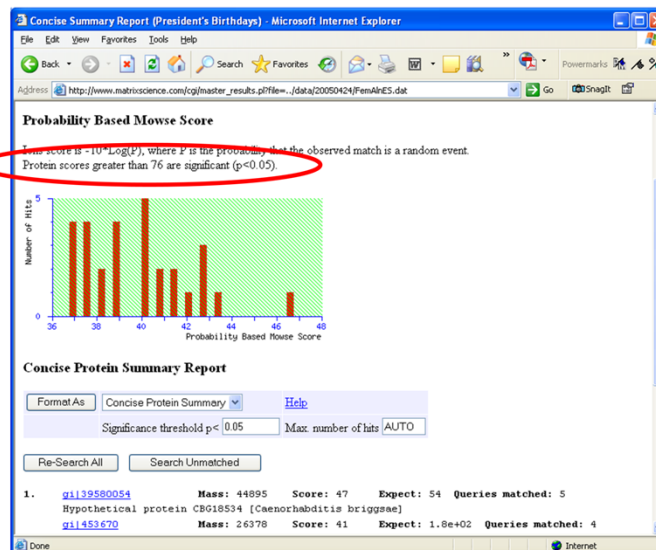 Concise Summary Report (President's Birthdays) - Microsoft Internet Explorer
File Edit View Favorites Tools Help
Back Search Favorites W » Powermarks
Address http://www.matrixscience.com/cgi/master_results.pl?file=../data/20050424/FemAlnES.dat Go SnagIt
Probability Based Mowse Score
Ions score is -10*Log(P), where P is the probability that the observed match is a random event.
Protein scores greater than 76 are significant (p<0.05).
5
Number of Hits
0
36 38 40 42 44 46 48
Probability Based Mowse Score
Concise Protein Summary Report
Format As Concise Protein Summary Help
Significance threshold p< 0.05 Max. number of hits AUTO
Re-Search All Search Unmatched
1. gi|39580054 Mass: 44895 Score: 47 Expect: 54 Queries matched: 5
Hypothetical protein CBG18534 [Caenorhabditis briggsae]
gi|453670 Mass: 26378 Score: 41 Expect: 1.8e+02 Queries matched: 4
Done Internet